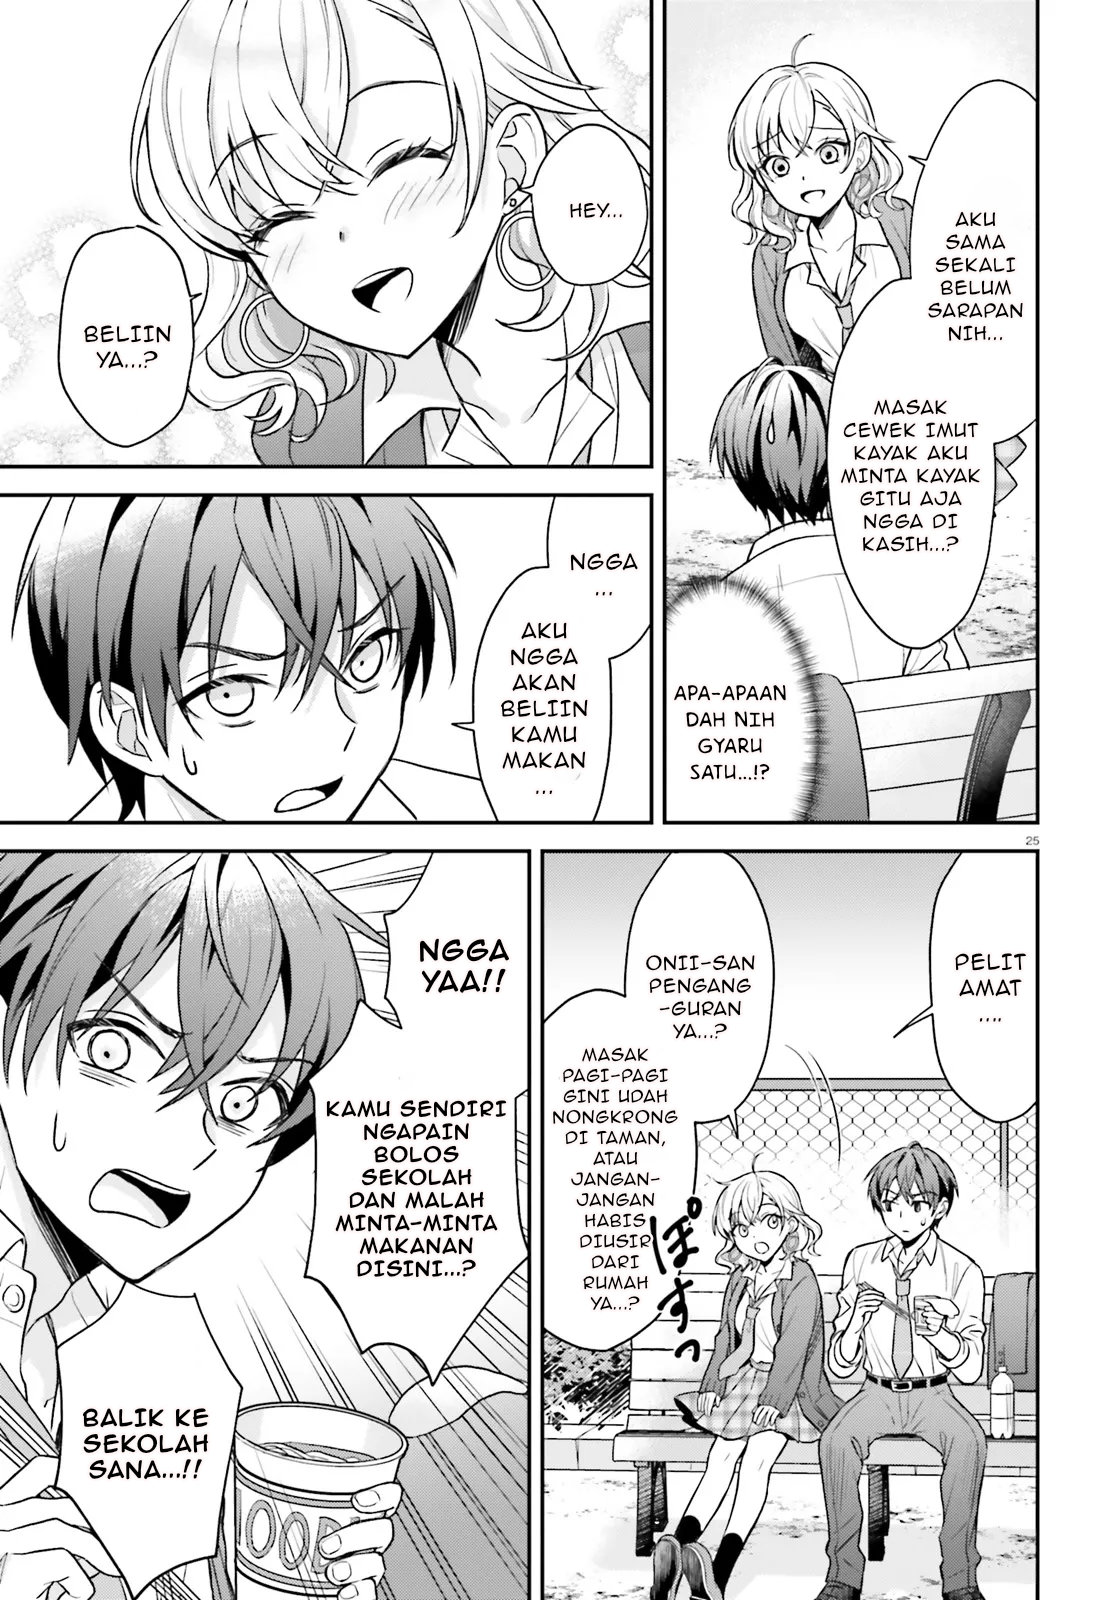 AKU
SAMA
SEKALI
BELUM
SARAPAN
NIH...
MASAK
CEWEK IMUT
KAYAK AKU
MINTA KAYAK
GITU AJA
NGGA DI
KASIH...?
APA-APAAN
DAH NIH
GYARU
SATU...!?
HEY...
BELIIN
YA...?
NGGA
...
AKU
NGGA
AKAN
BELIIN
KAMU
MAKAN
...
25
PELIT
AMAT
....
ONII-SAN
PENGANG
-GURAN
YA...?
MASAK
PAGI-PAGI
GINI UDAH
NONGKRONG
DI TAMAN,
ATAU
JANGAN-
JANGAN
HABIS
DIUSIR
DARI
RUMAH
YA...?
ぽすっ
NGGA
YAA!!
KAMU SENDIRI
NGAPAIN
BOLOS
SEKOLAH
DAN MALAH
MINTA-MINTA
MAKANAN
DISINI...?
BALIK KE
SEKOLAH
SANA...!!
NOODL